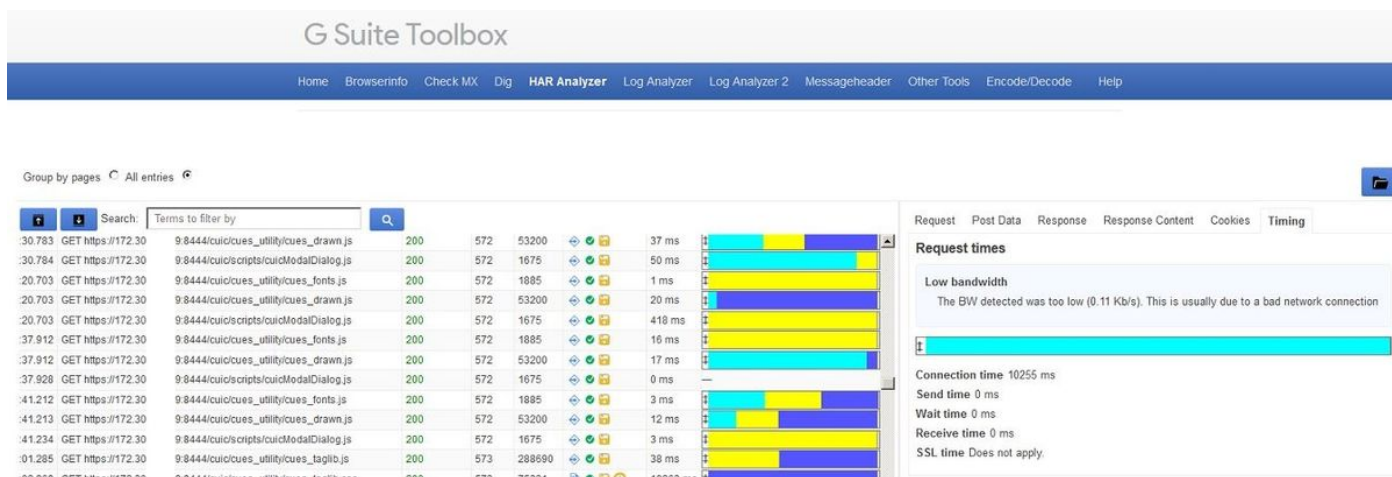 G Suite Toolbox
Home Browserinfo Check MX Dig HAR Analyzer Log Analyzer Log Analyzer 2 Messageheader Other Tools Encode/Decode Help
Group by pages All entries
Search: Terms to filter by
:30.783 GET https://172.30 9:8444/cuic/cues_utility/cues_drawn.js 200 572 53200 37 ms
:30.784 GET https://172.30 9:8444/cuic/scripts/cuicModalDialog.js 200 572 1675 50 ms
:20.703 GET https://172.30 9:8444/cuic/cues_utility/cues_fonts.js 200 572 1885 1 ms
:20.703 GET https://172.30 9:8444/cuic/cues_utility/cues_drawn.js 200 572 53200 20 ms
:20.703 GET https://172.30 9:8444/cuic/scripts/cuicModalDialog.js 200 572 1675 418 ms
:37.912 GET https://172.30 9:8444/cuic/cues_utility/cues_fonts.js 200 572 1885 16 ms
:37.912 GET https://172.30 9:8444/cuic/cues_utility/cues_drawn.js 200 572 53200 17 ms
:37.928 GET https://172.30 9:8444/cuic/scripts/cuicModalDialog.js 200 572 1675 0 ms —
:41.212 GET https://172.30 9:8444/cuic/cues_utility/cues_fonts.js 200 572 1885 3 ms
:41.213 GET https://172.30 9:8444/cuic/cues_utility/cues_drawn.js 200 572 53200 12 ms
:41.234 GET https://172.30 9:8444/cuic/scripts/cuicModalDialog.js 200 572 1675 3 ms
:01.285 GET https://172.30 9:8444/cuic/cues_utility/cues_taglib.js 200 573 288690 38 ms
Request Post Data Response Response Content Cookies Timing
Request times
Low bandwidth
The BW detected was too low (0.11 Kb/s). This is usually due to a bad network connection
Connection time 10255 ms
Send time 0 ms
Wait time 0 ms
Receive time 0 ms
SSL time Does not apply.